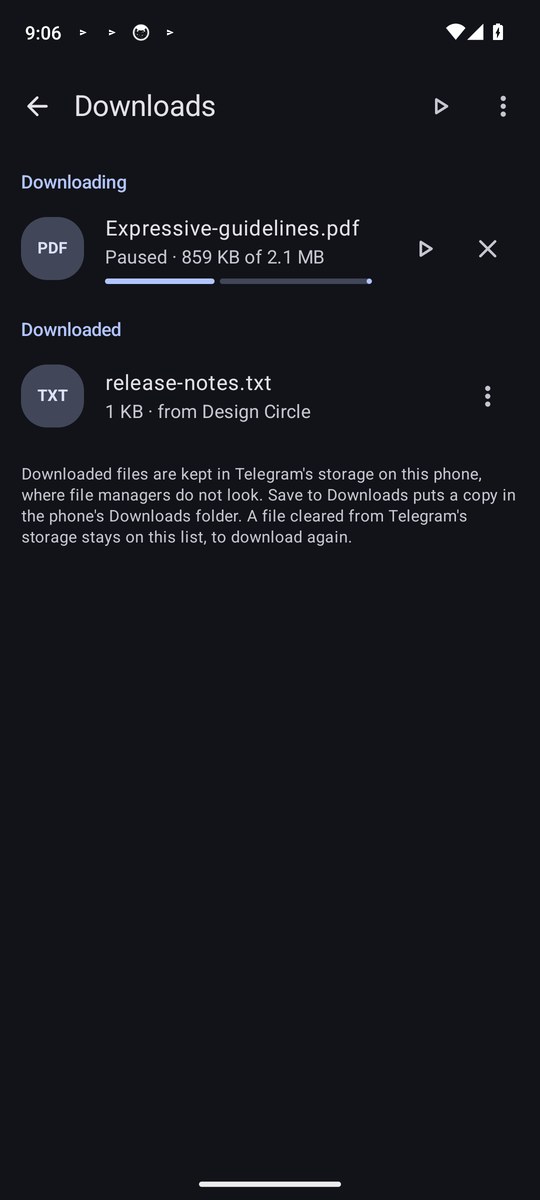 9:06
Downloads
Downloading
PDF
Expressive-guidelines.pdf
Paused · 859 KB of 2.1 MB
Downloaded
TXT
release-notes.txt
1 KB · from Design Circle
Downloaded files are kept in Telegram's storage on this phone,
where file managers do not look. Save to Downloads puts a copy in
the phone's Downloads folder. A file cleared from Telegram's
storage stays on this list, to download again.